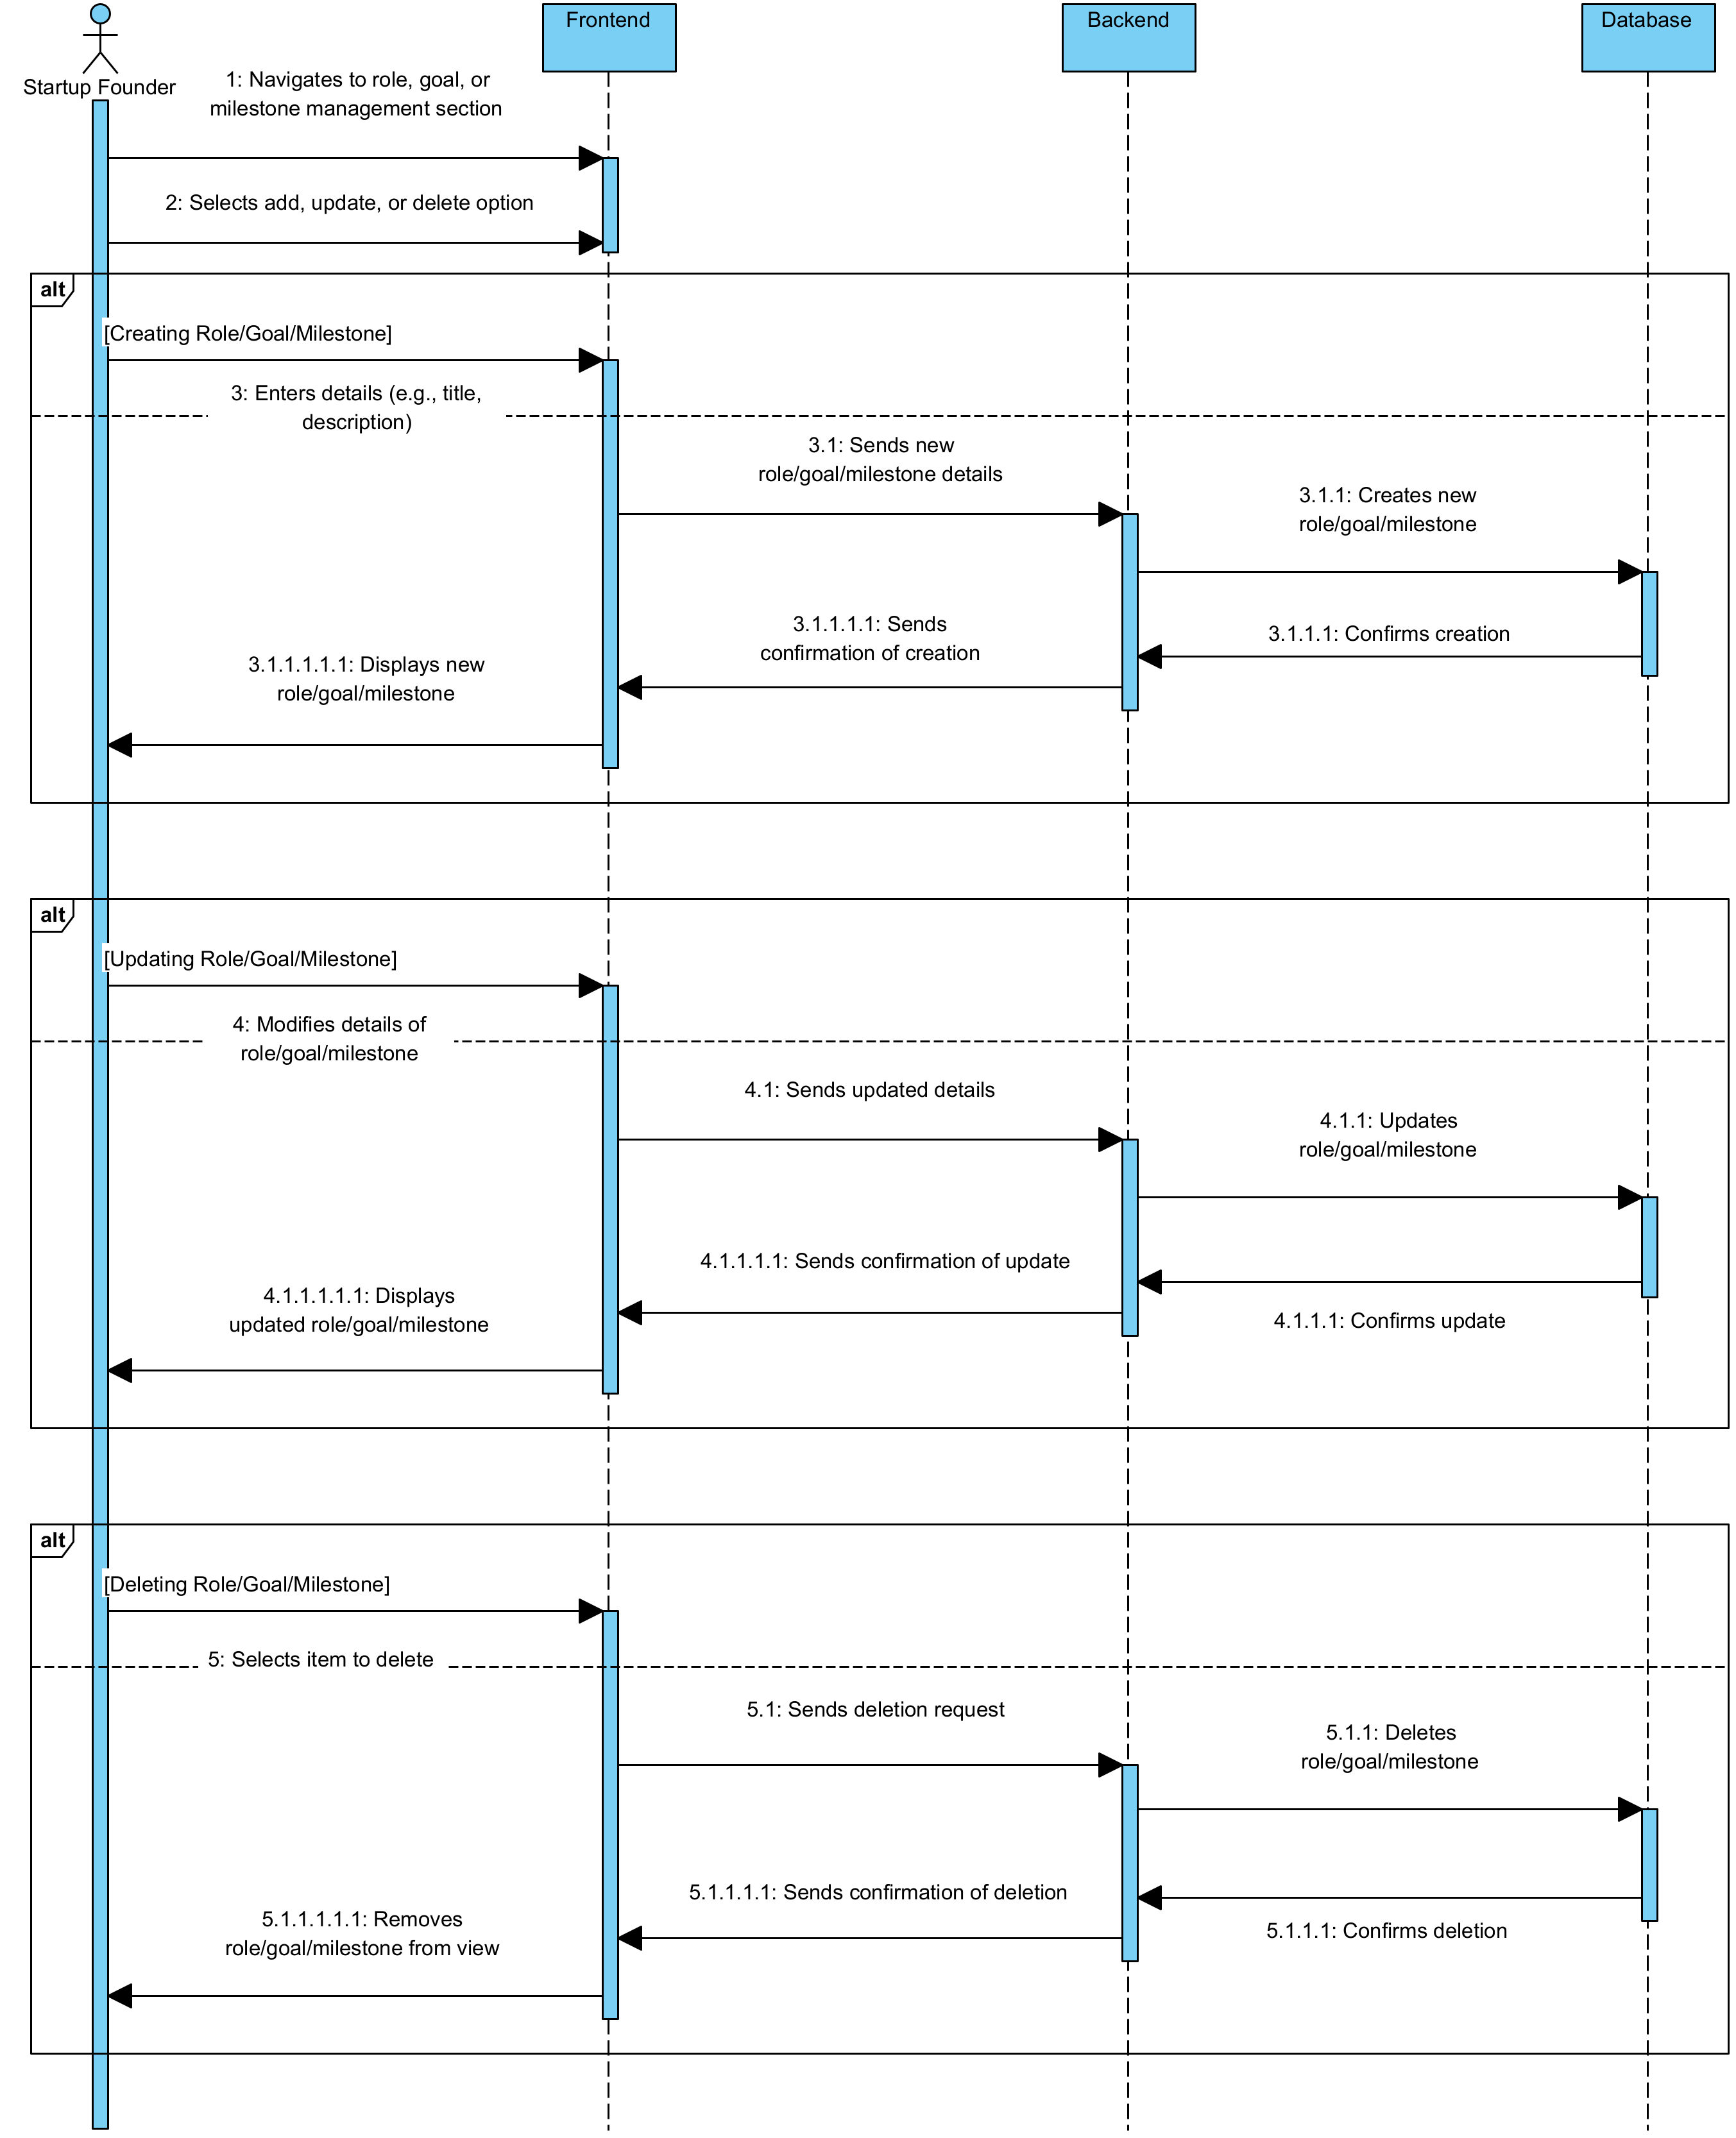 Frontend
Backend
Database
Startup Founder
1: Navigates to role, goal, or
milestone management section
2: Selects add, update, or delete option
alt
[Creating Role/Goal/Milestone]
3: Enters details (e.g., title,
description)
3.1: Sends new
role/goal/milestone details
3.1.1: Creates new
role/goal/milestone
3.1.1.1: Confirms creation
3.1.1.1.1: Sends
confirmation of creation
3.1.1.1.1.1: Displays new
role/goal/milestone
alt
[Updating Role/Goal/Milestone]
4: Modifies details of
role/goal/milestone
4.1: Sends updated details
4.1.1: Updates
role/goal/milestone
4.1.1.1.1: Sends confirmation of update
4.1.1.1: Confirms update
4.1.1.1.1.1: Displays
updated role/goal/milestone
alt
[Deleting Role/Goal/Milestone]
5: Selects item to delete
5.1: Sends deletion request
5.1.1: Deletes
role/goal/milestone
5.1.1.1.1: Sends confirmation of deletion
5.1.1.1: Confirms deletion
5.1.1.1.1.1: Removes
role/goal/milestone from view